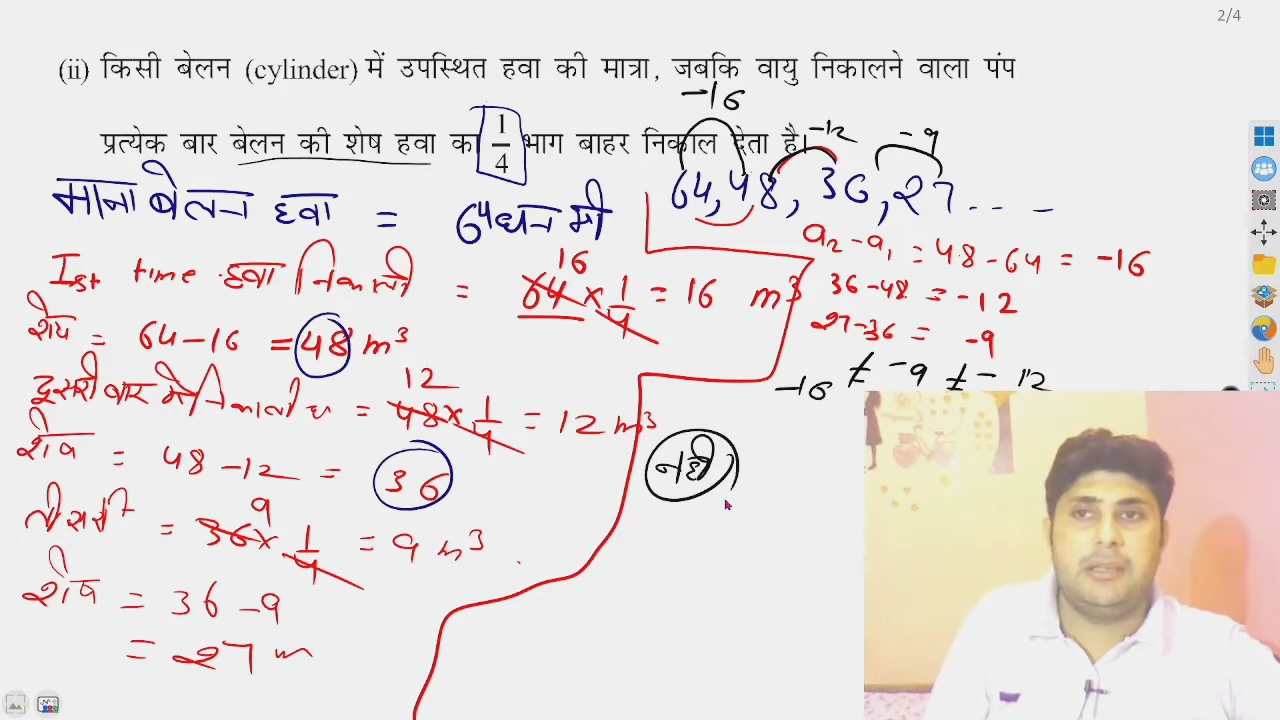 2/4
(ii) किसी बेलन (cylinder) में उपस्थित हवा की मात्रा, जबकि वायु निकालने वाला पंप
प्रत्येक बार बेलन की शेष हवा का 1/4 भाग बाहर निकाल देता है।
-16
-12
-9
64, 48, 36, 27 ... -
माना बेलन हवा = 64 घन मी
Ist time हवा निकाली = 64 × 1/4 = 16 m³
16
शेष = 64 - 16 = 48 m³
दूसरी बार में = 48 × 1/4 = 12 m³
12
शेष = 48 - 12 = 36
तीसरी = 36 × 1/4 = 9 m³
9
शेष = 36 - 9
= 27 m
a₂ - a₁ = 48 - 64 = -16
36 - 48 = -12
27 - 36 = -9
-16 ≠ -9 ≠ - 12
नही